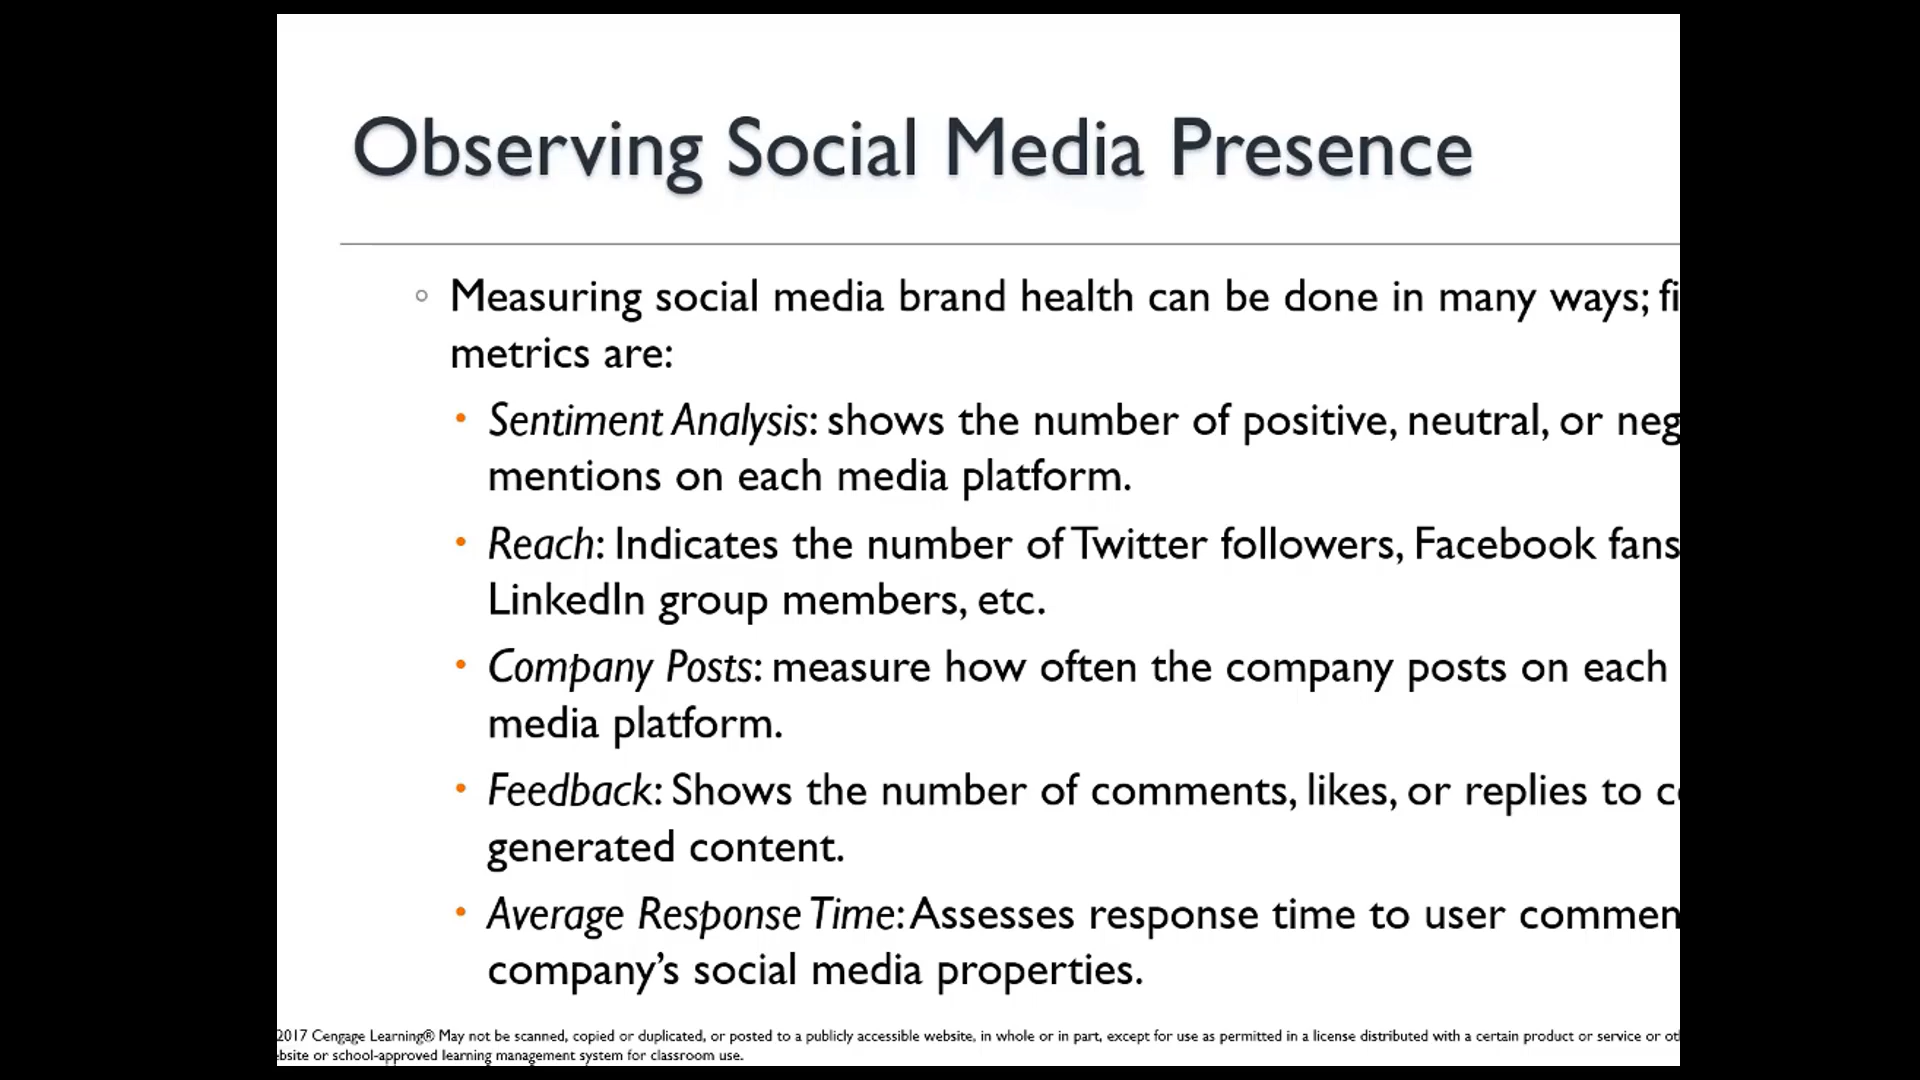 Observing Social Media Presence
Measuring social media brand health can be done in many ways; fi
metrics are:
Sentiment Analysis: shows the number of positive, neutral, or neg
mentions on each media platform.
Reach: Indicates the number of Twitter followers, Facebook fans
LinkedIn group members, etc.
Company Posts: measure how often the company posts on each
media platform.
Feedback: Shows the number of comments, likes, or replies to c
generated content.
Average Response Time: Assesses response time to user commen
company's social media properties.
2017 Cengage Learning® May not be scanned, copied or duplicated, or posted to a publicly accessible website, in whole or in part, except for use as permitted in a license distributed with a certain product or service or ot
bsite or school-approved learning management system for classroom use.